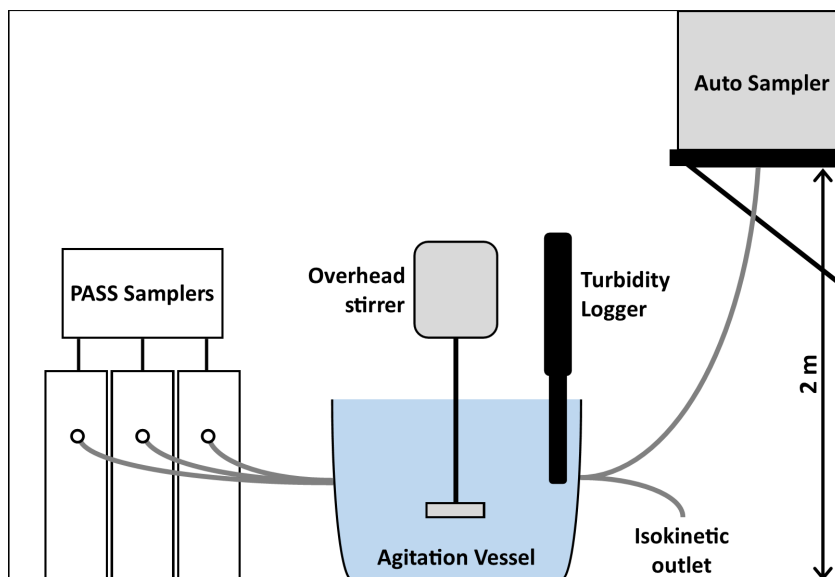 Auto Sampler
PASS Samplers
Overhead
stirrer
Turbidity
Logger
2 m
Agitation Vessel
Isokinetic
outlet